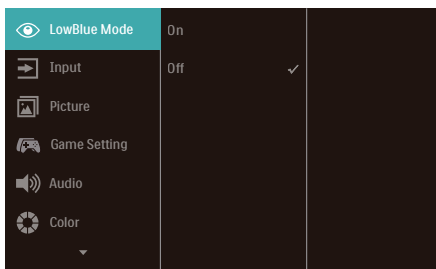 LowBlue Mode
On
Input
Off
Picture
Game Setting
Audio
Color